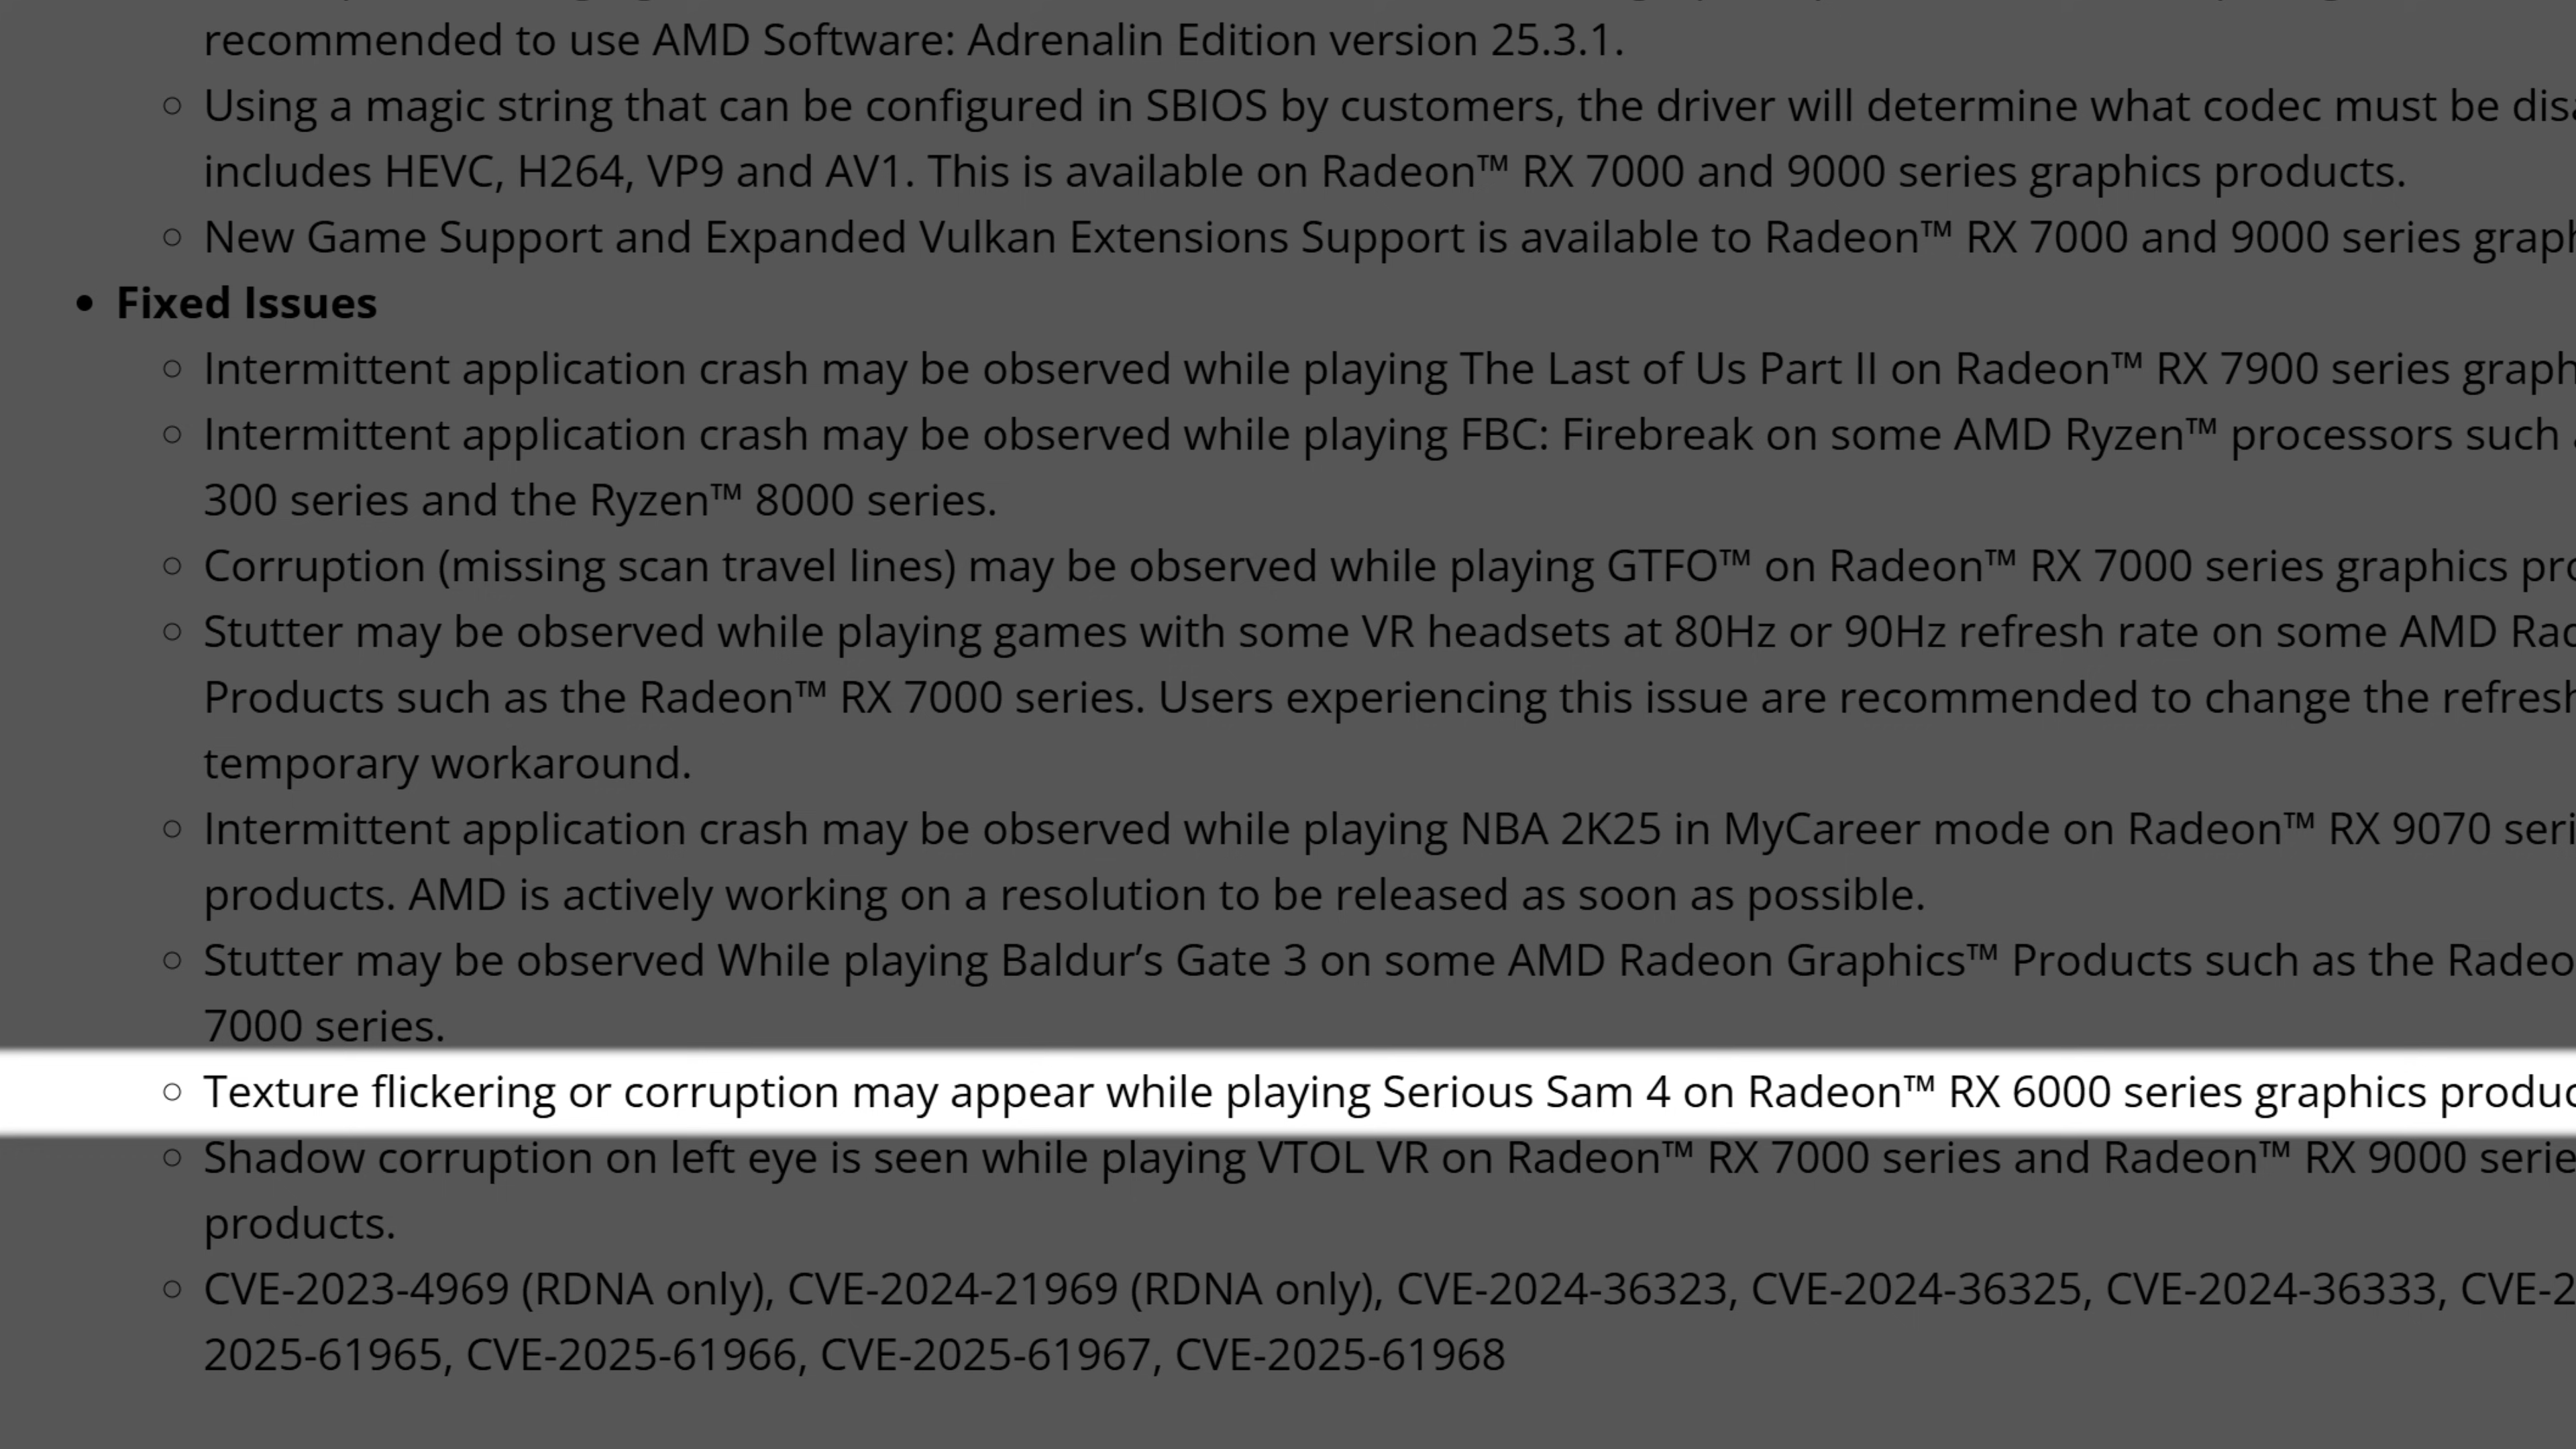 recommended to use AMD Software: Adrenalin Edition version 25.3.1.
○ Using a magic string that can be configured in SBIOS by customers, the driver will determine what codec must be
includes HEVC, H264, VP9 and AV1. This is available on Radeon™ RX 7000 and 9000 series graphics products.
○ New Game Support and Expanded Vulkan Extensions Support is available to Radeon™ RX 7000 and 9000 series
• Fixed Issues
○ Intermittent application crash may be observed while playing The Last of Us Part II on Radeon™ RX 7900 series
○ Intermittent application crash may be observed while playing FBC: Firebreak on some AMD Ryzen™ processors such
300 series and the Ryzen™ 8000 series.
○ Corruption (missing scan travel lines) may be observed while playing GTFO™ on Radeon™ RX 7000 series graphics
○ Stutter may be observed while playing games with some VR headsets at 80Hz or 90Hz refresh rate on some AMD
Products such as the Radeon™ RX 7000 series. Users experiencing this issue are recommended to change the refresh
temporary workaround.
○ Intermittent application crash may be observed while playing NBA 2K25 in MyCareer mode on Radeon™ RX 9070
products. AMD is actively working on a resolution to be released as soon as possible.
○ Stutter may be observed While playing Baldur’s Gate 3 on some AMD Radeon Graphics™ Products such as the
7000 series.
○ Texture flickering or corruption may appear while playing Serious Sam 4 on Radeon™ RX 6000 series graphics
○ Shadow corruption on left eye is seen while playing VTOL VR on Radeon™ RX 7000 series and Radeon™ RX 9000
products.
○ CVE-2023-4969 (RDNA only), CVE-2024-21969 (RDNA only), CVE-2024-36323, CVE-2024-36325, CVE-2024-36333,
2025-61965, CVE-2025-61966, CVE-2025-61967, CVE-2025-61968